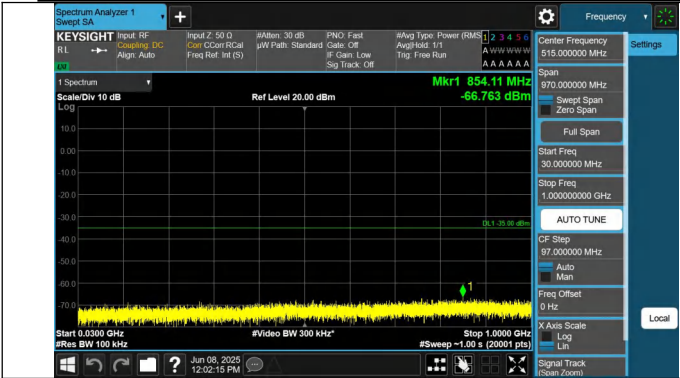 Spectrum Analyzer 1
Swept SA
+
Frequency
KEYSIGHT
RL
LXI
Input: RF
Coupling: DC
Align: Auto
Input Z: 50 Ω
Corr CCorr RCal
Freq Ref: Int (S)
#Atten: 30 dB
µW Path: Standard
PNO: Fast
Gate: Off
IF Gain: Low
Sig Track: Off
#Avg Type: Power (RMS
Avg|Hold: 1/1
Trig: Free Run
1 2 3 4 5 6
A W W W W W
A A A A A A
1 Spectrum
Scale/Div 10 dB
Log
Ref Level 20.00 dBm
Mkr1 854.11 MHz
-66.763 dBm
10.0
0.00
-10.0
-20.0
-30.0
-40.0
-50.0
-60.0
-70.0
DL1 -35.00 dBm
1
Start 0.0300 GHz
#Res BW 100 kHz
#Video BW 300 kHz*
Stop 1.0000 GHz
#Sweep ~1.00 s (20001 pts)
?
Jun 08, 2025
12:02:15 PM
Center Frequency
515.000000 MHz
Settings
Span
970.000000 MHz
Swept Span
Zero Span
Full Span
Start Freq
30.000000 MHz
Stop Freq
1.000000000 GHz
AUTO TUNE
CF Step
97.000000 MHz
Auto
Man
Freq Offset
0 Hz
X Axis Scale
Log
Lin
Local
Signal Track
(Span Zoom)